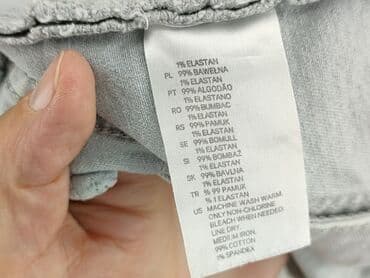 1% ELASTAN
PL 99% BAWEŁNA
1% ELASTAN
PT 99% ALGODÃO
1% ELASTANO
RO 99% BUMBAC
1% ELASTAN
RS 99% PAMUK
1% ELASTAN
SE 99% BOMULL
1% ELASTAN
SI 99% BOMBAŽ
1% ELASTAN
SK 99% BAVLNA
1% ELASTAN
TR % 99 PAMUK
% 1 ELASTAN
US MACHINE WASH WARM.
ONLY NON-CHLORINE
BLEACH WHEN NEEDED.
LINE DRY.
MEDIUM IRON.
99% COTTON
1% SPANDEX